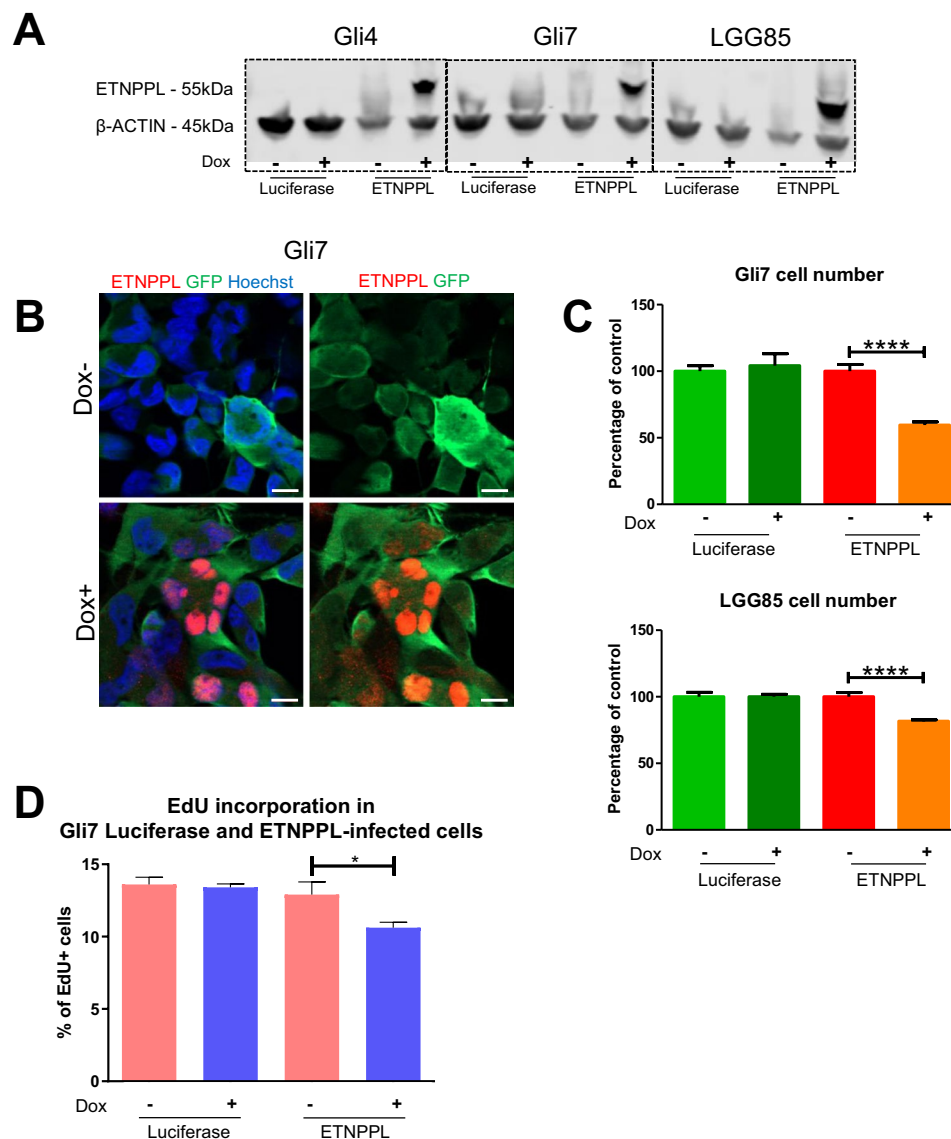 A
Gli4 Gli7 LGG85
ETNPPL - 55kDa
β-ACTIN - 45kDa
Dox - + - + - + - + - + - +
Luciferase ETNPPL Luciferase ETNPPL Luciferase ETNPPL
B
Gli7
ETNPPL GFP Hoechst ETNPPL GFP
Dox-
Dox+
C
Gli7 cell number
Percentage of control
150
100
50
0
****
Dox - + - +
Luciferase ETNPPL
LGG85 cell number
Percentage of control
150
100
50
0
****
Dox - + - +
Luciferase ETNPPL
D
EdU incorporation in
Gli7 Luciferase and ETNPPL-infected cells
% of EdU+ cells
15
10
5
0
*
Dox - + - +
Luciferase ETNPPL